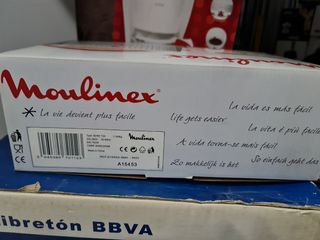 Moulinex
Moulinex
La vie devient plus facile
La vida es más fácil
Life gets easier
La vita è più facile
A vida torna-se mais fácil
So einfach geht das
Zo makkelijk is het
A15453
libretón BBVA